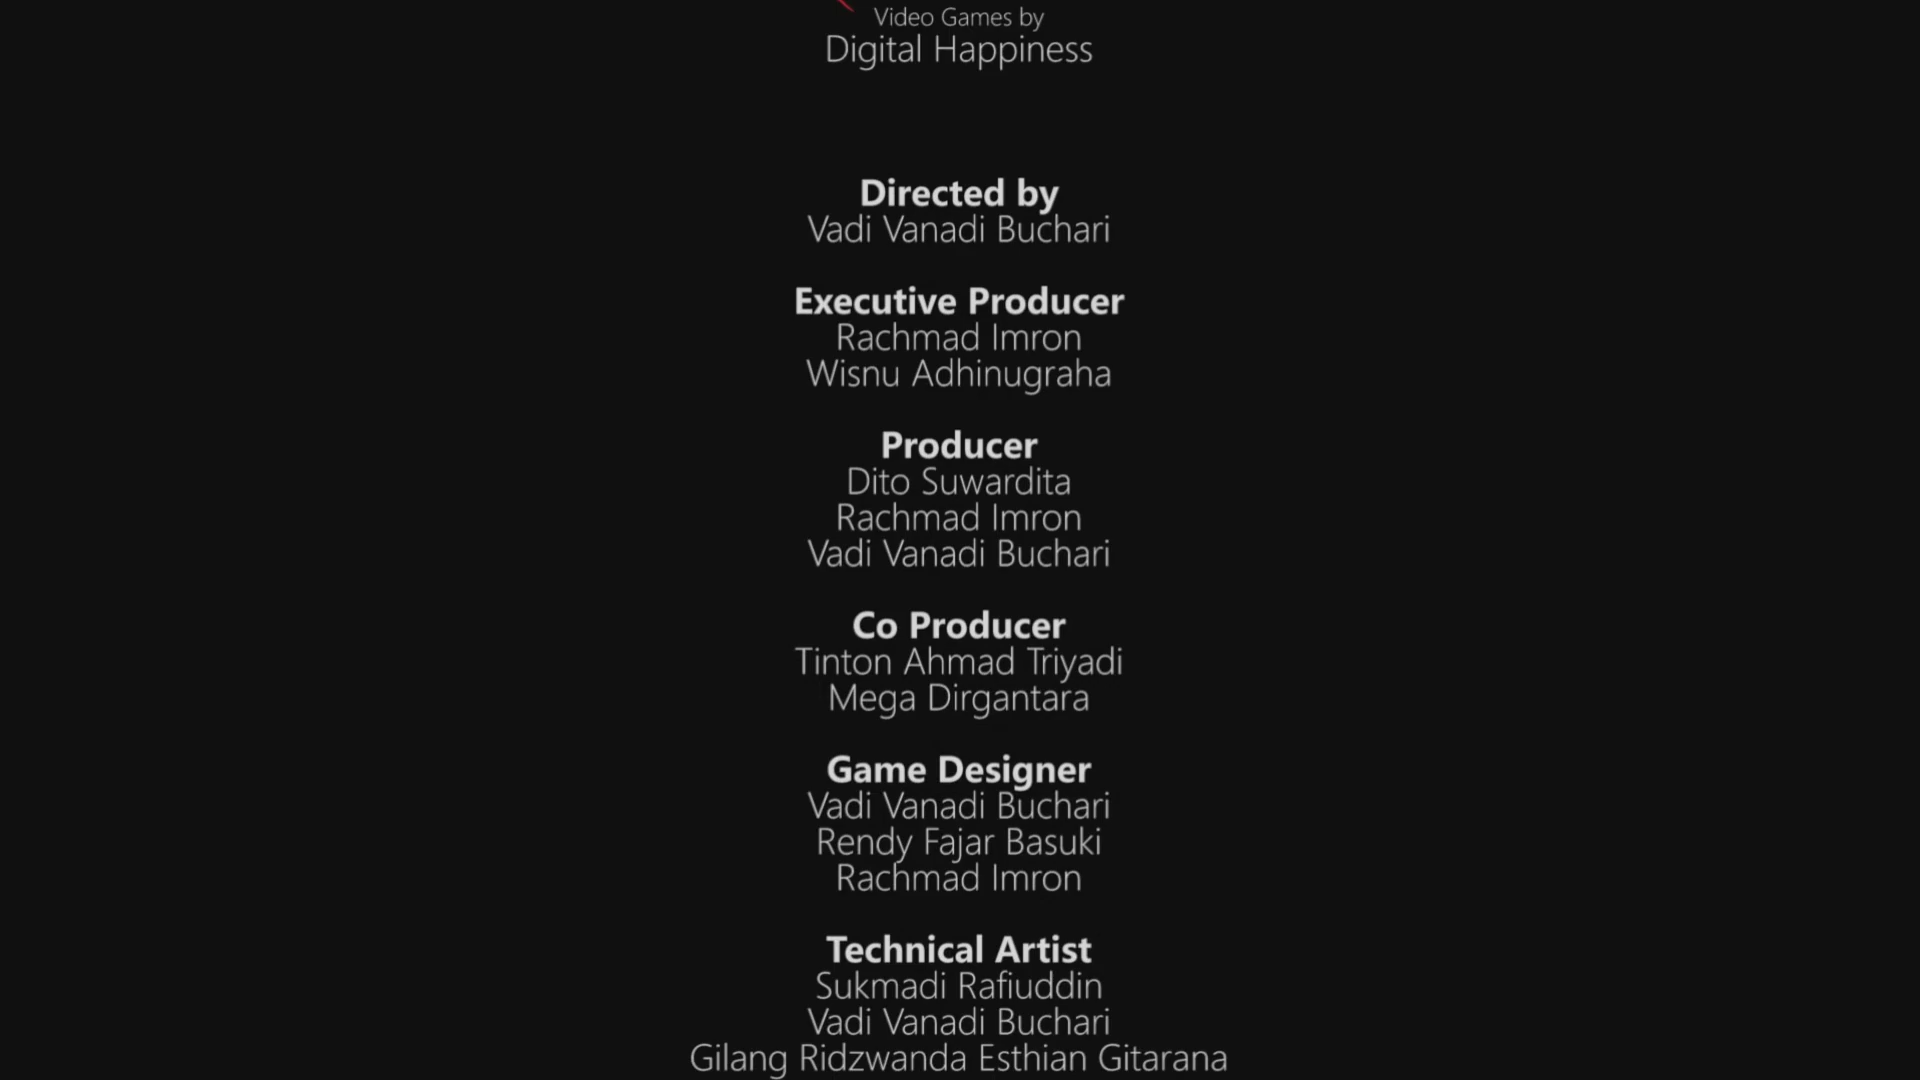 Video Games by
Digital Happiness
Directed by
Vadi Vanadi Buchari
Executive Producer
Rachmad Imron
Wisnu Adhinugraha
Producer
Dito Suwardita
Rachmad Imron
Vadi Vanadi Buchari
Co Producer
Tinton Ahmad Triyadi
Mega Dirgantara
Game Designer
Vadi Vanadi Buchari
Rendy Fajar Basuki
Rachmad Imron
Technical Artist
Sukmadi Rafiuddin
Vadi Vanadi Buchari
Gilang Ridzwanda Esthian Gitarana